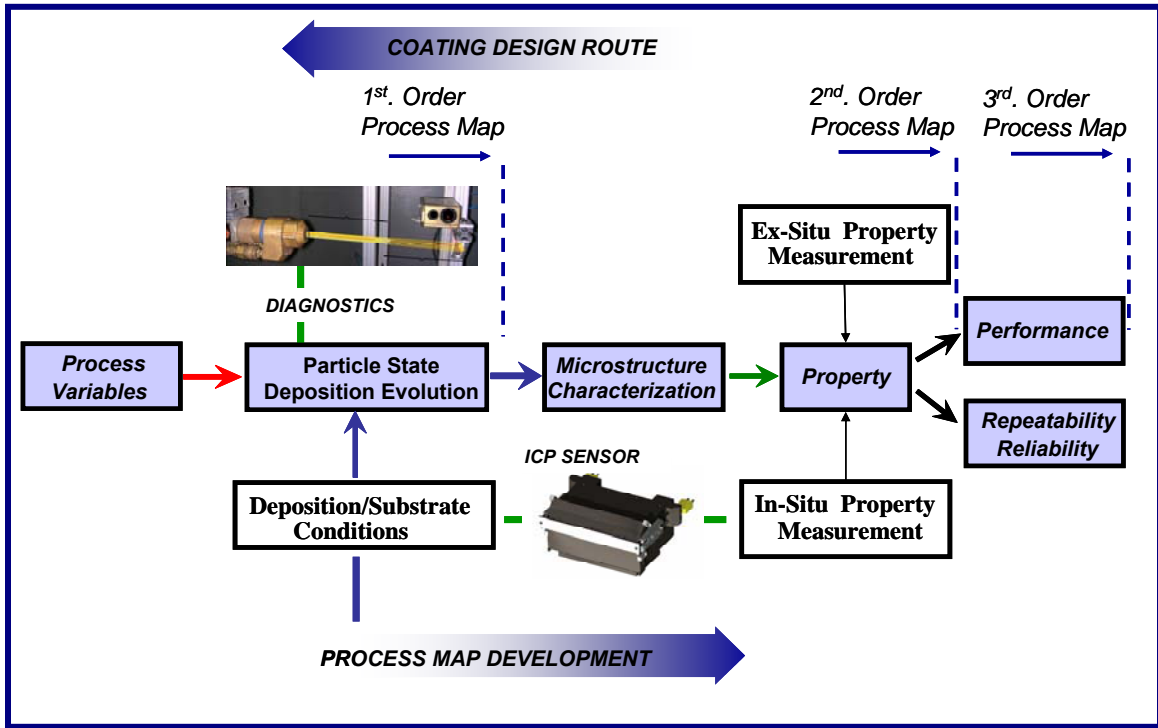 COATING DESIGN ROUTE
1st. Order
Process Map
2nd. Order
Process Map
3rd. Order
Process Map
DIAGNOSTICS
Ex-Situ Property
Measurement
Process
Variables
Particle State
Deposition Evolution
Microstructure
Characterization
Property
Performance
Repeatability
Reliability
ICP SENSOR
Deposition/Substrate
Conditions
In-Situ Property
Measurement
PROCESS MAP DEVELOPMENT